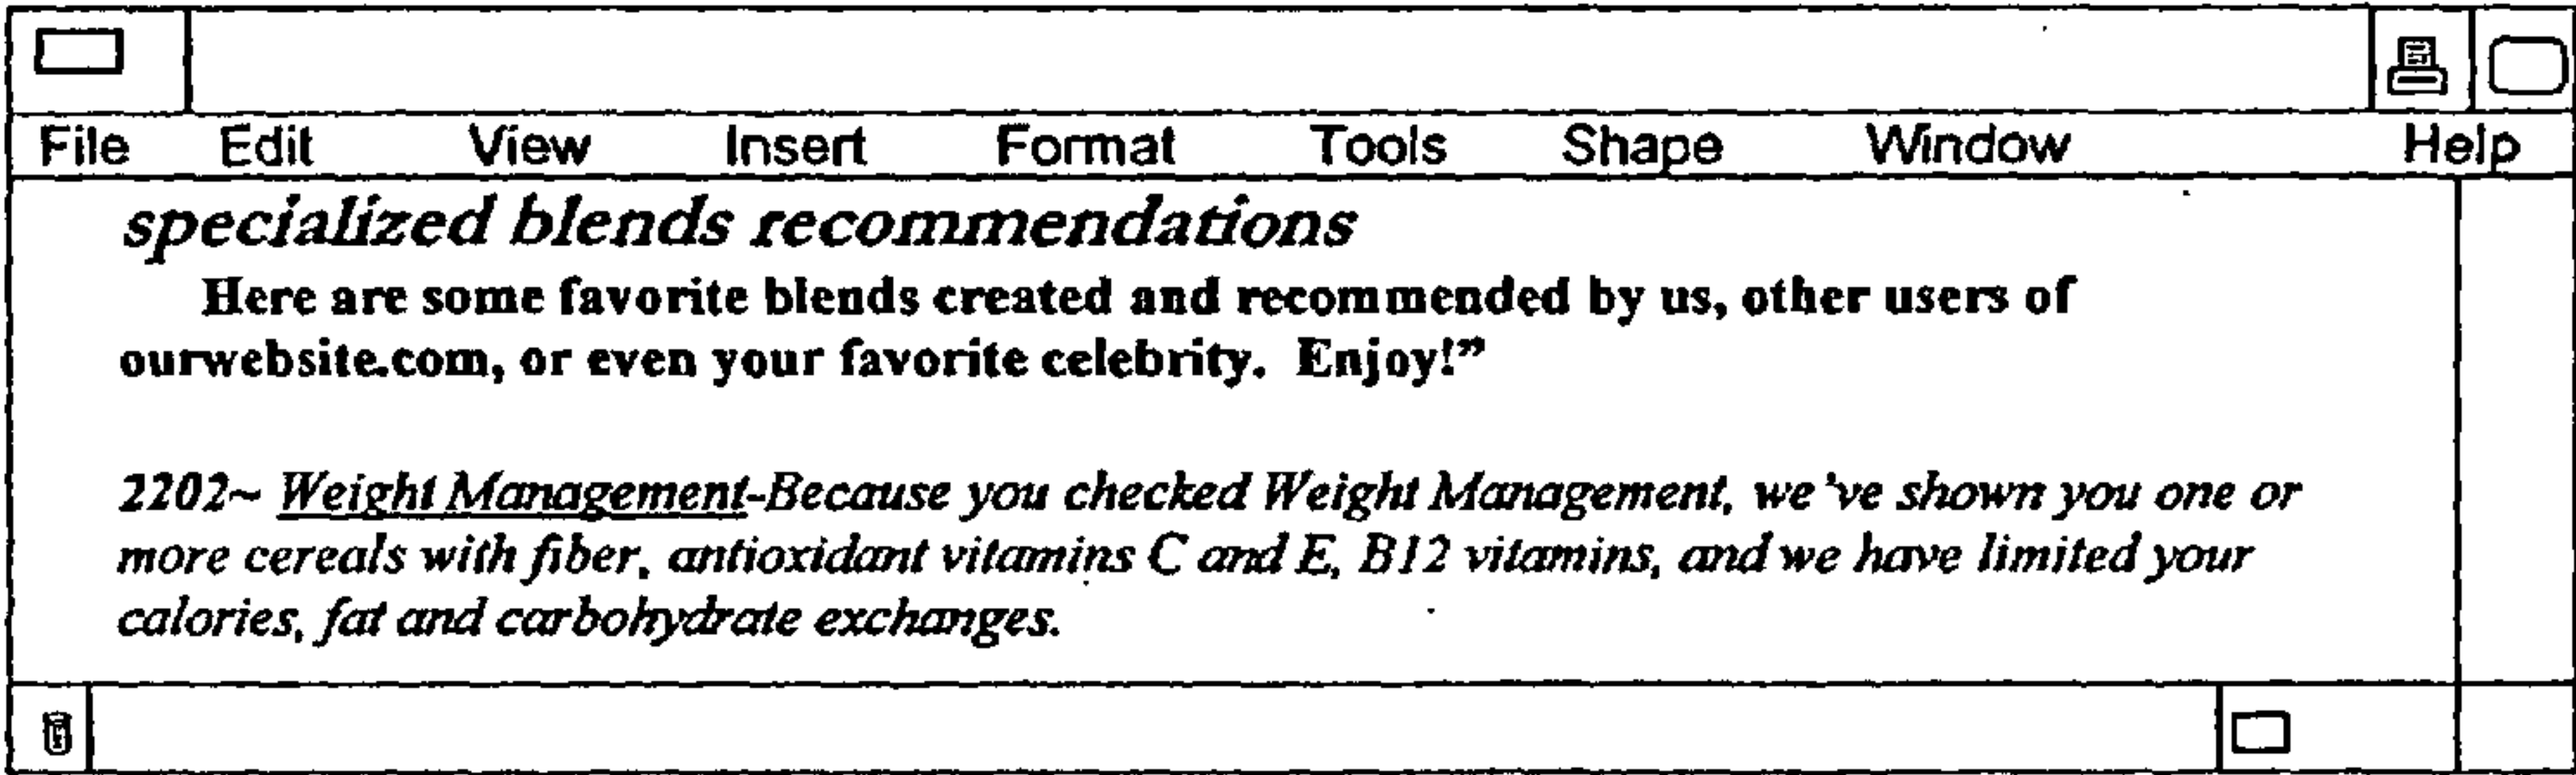 File Edit View Insert Format Tools Shape Window Help
specialized blends recommendations
Here are some favorite blends created and recommended by us, other users of
ourwebsite.com, or even your favorite celebrity. Enjoy!”
2202~ Weight Management-Because you checked Weight Management, we've shown you one or
more cereals with fiber, antioxidant vitamins C and E, B12 vitamins, and we have limited your
calories, fat and carbohydrate exchanges.